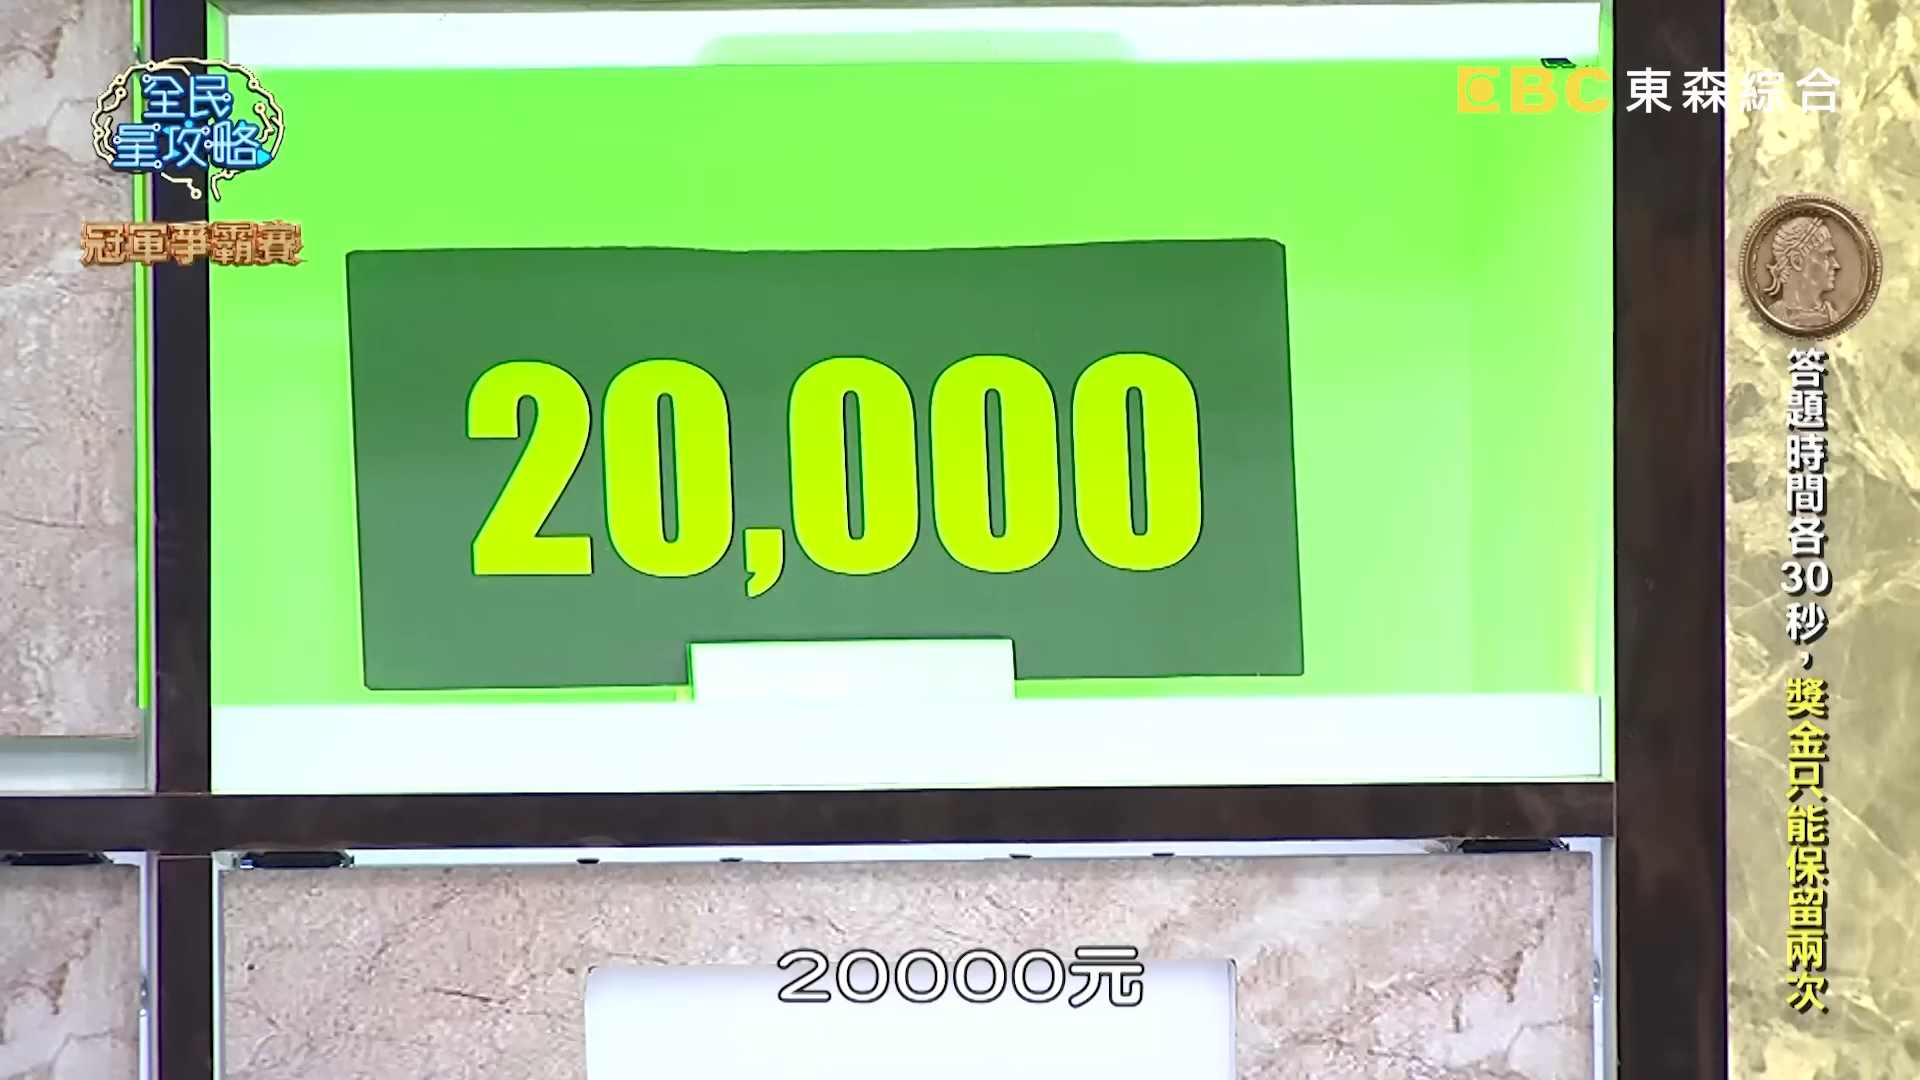 全民
星攻略
冠軍爭霸賽
EBC 東森綜合
20,000
答題時間各30秒，獎金只能保留兩次
20000元